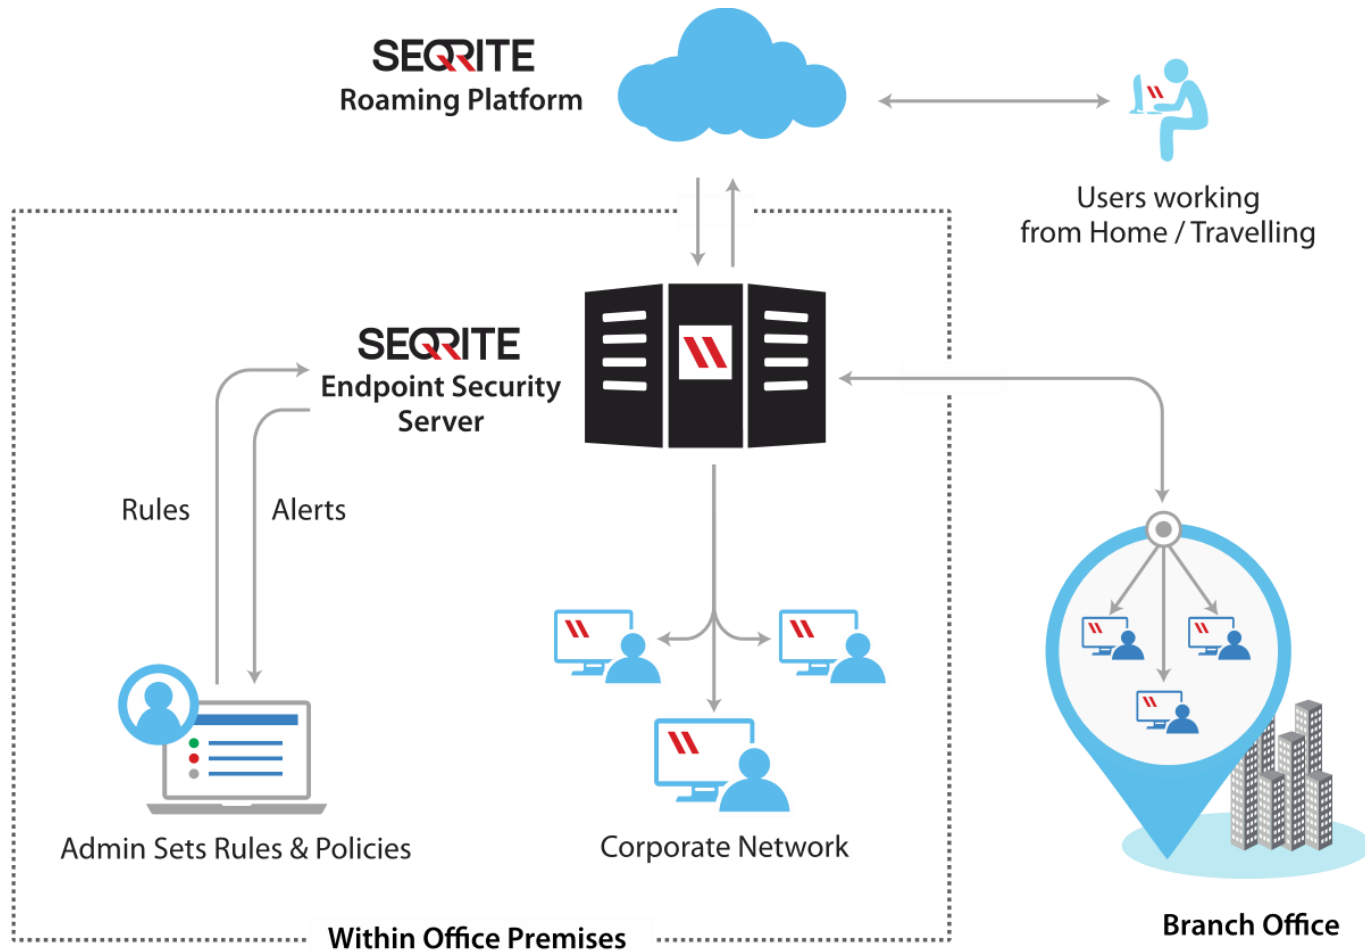 SEQRITE
Roaming Platform
Users working
from Home / Travelling
SEQRITE
Endpoint Security
Server
Rules
Alerts
Admin Sets Rules & Policies
Corporate Network
Within Office Premises
Branch Office